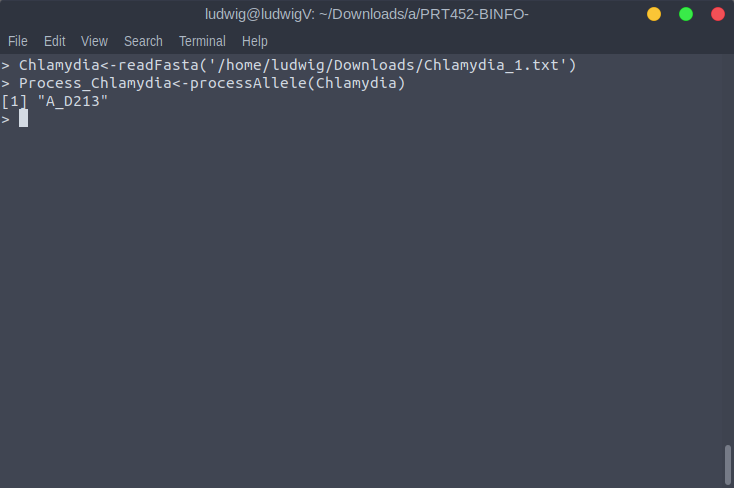 ludwig@ludwigV: ~/Downloads/a/PRT452-BINFO-
File Edit View Search Terminal Help
> Chlamydia<-readFasta('/home/ludwig/Downloads/Chlamydia_1.txt')
> Process_Chlamydia<-processAllele(Chlamydia)
[1] "A_D213"
>